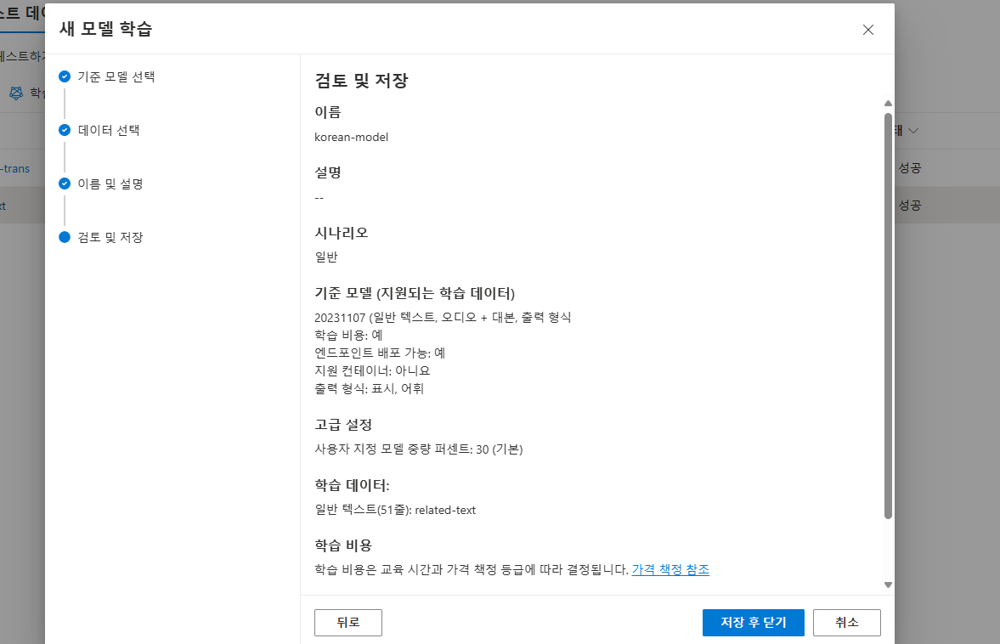 스트 데이
새 모델 학습
테스트하기
학습
-trans
xt
기준 모델 선택
데이터 선택
이름 및 설명
검토 및 저장
검토 및 저장
이름
korean-model
설명
--
시나리오
일반
기준 모델 (지원되는 학습 데이터)
20231107 (일반 텍스트, 오디오 + 대본, 출력 형식
학습 비용: 예
엔드포인트 배포 가능: 예
지원 컨테이너: 아니요
출력 형식: 표시, 어휘
고급 설정
사용자 지정 모델 중량 퍼센트: 30 (기본)
학습 데이터:
일반 텍스트(51줄): related-text
학습 비용
학습 비용은 교육 시간과 가격 책정 등급에 따라 결정됩니다. 가격 책정 참조
뒤로
저장 후 닫기
취소
태
성공
성공